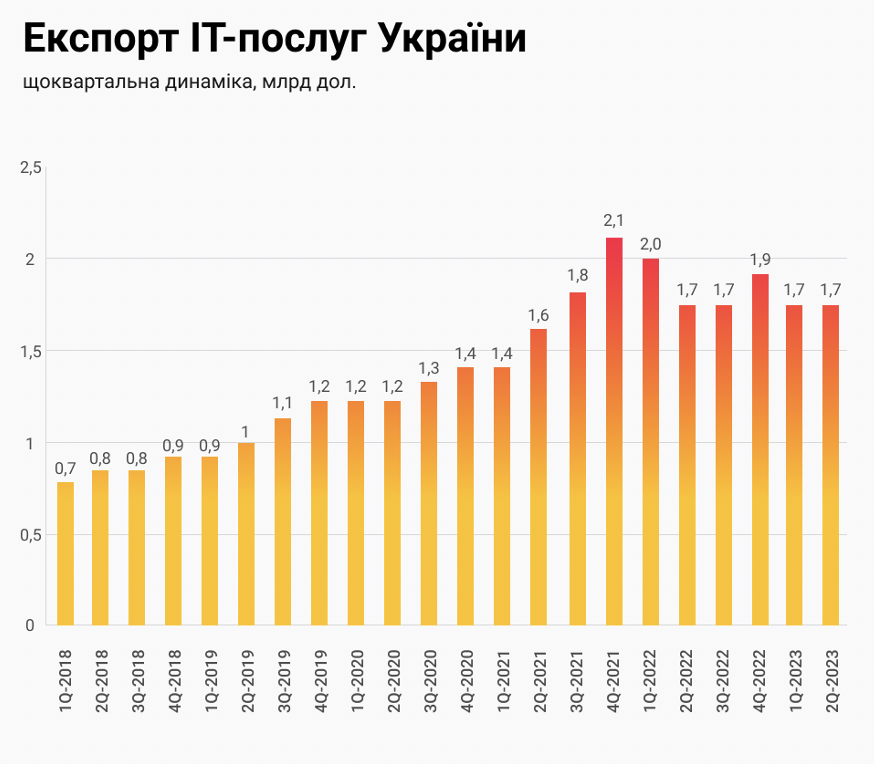 Експорт ІТ-послуг України
щоквартальна динаміка, млрд дол.
2,5
2
1,5
1
0,5
0
0,7
0,8
0,8
0,9
0,9
1
1,1
1,2
1,2
1,2
1,3
1,4
1,4
1,6
1,8
2,1
2,0
1,7
1,7
1,9
1,7
1,7
1Q-2018
2Q-2018
3Q-2018
4Q-2018
1Q-2019
2Q-2019
3Q-2019
4Q-2019
1Q-2020
2Q-2020
3Q-2020
4Q-2020
1Q-2021
2Q-2021
3Q-2021
4Q-2021
1Q-2022
2Q-2022
3Q-2022
4Q-2022
1Q-2023
2Q-2023